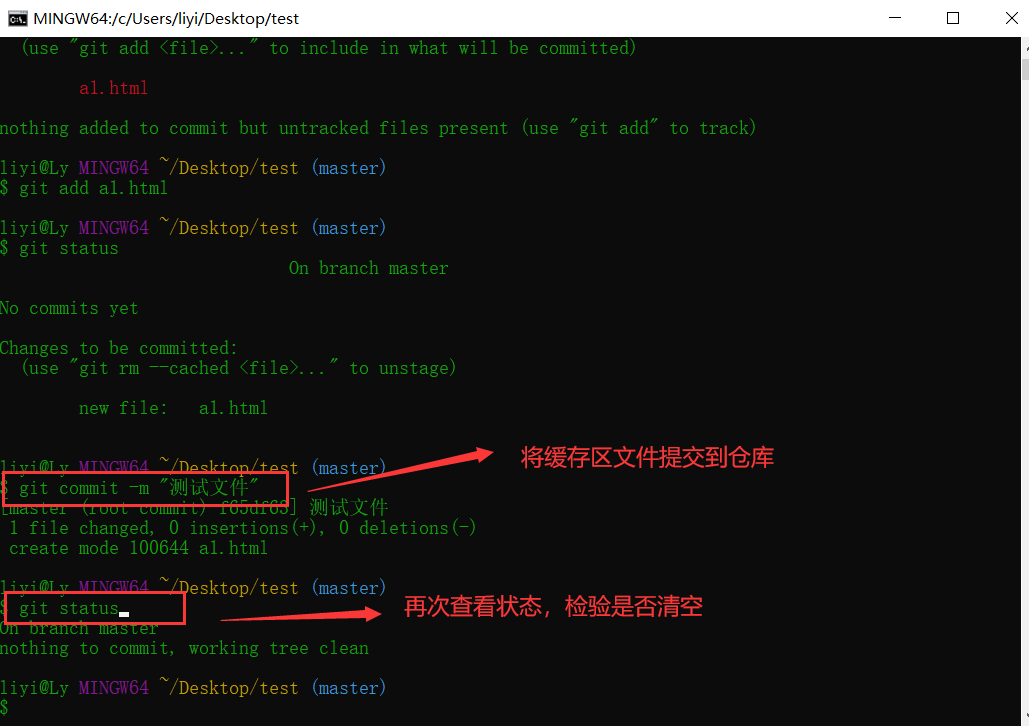 MINGW64:/c/Users/liyi/Desktop/test
(use "git add <file>..." to include in what will be committed)
a1.html
nothing added to commit but untracked files present (use "git add" to track)
liyi@Ly MINGW64 ~/Desktop/test (master)
$ git add a1.html
liyi@Ly MINGW64 ~/Desktop/test (master)
$ git status
On branch master
No commits yet
Changes to be committed:
(use "git rm --cached <file>..." to unstage)
new file:   a1.html
liyi@Ly MINGW64 ~/Desktop/test (master)
将缓存区文件提交到仓库
$ git commit -m "测试文件"
[master (root-commit) f65df63] 测试文件
1 file changed, 0 insertions(+), 0 deletions(-)
create mode 100644 a1.html
liyi@Ly MINGW64 ~/Desktop/test (master)
$ git status
再次查看状态，检验是否清空
On branch master
nothing to commit, working tree clean
liyi@Ly MINGW64 ~/Desktop/test (master)
$